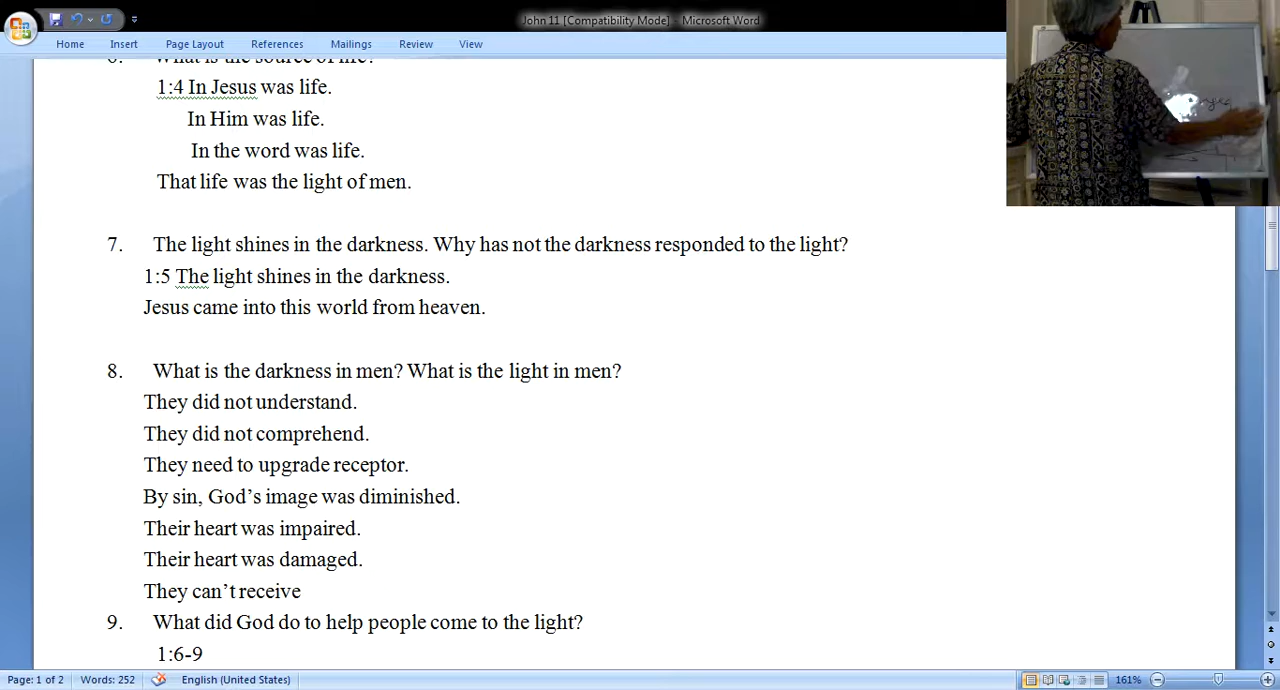 John 11 [Compatibility Mode] - Microsoft Word
Home Insert Page Layout References Mailings Review View
6. What is the source of life?
1:4 In Jesus was life.
In Him was life.
In the word was life.
That life was the light of men.
7. The light shines in the darkness. Why has not the darkness responded to the light?
1:5 The light shines in the darkness.
Jesus came into this world from heaven.
8. What is the darkness in men? What is the light in men?
They did not understand.
They did not comprehend.
They need to upgrade receptor.
By sin, God’s image was diminished.
Their heart was impaired.
Their heart was damaged.
They can’t receive
9. What did God do to help people come to the light?
1:6-9
Page: 1 of 2 Words: 252 English (United States) 161%